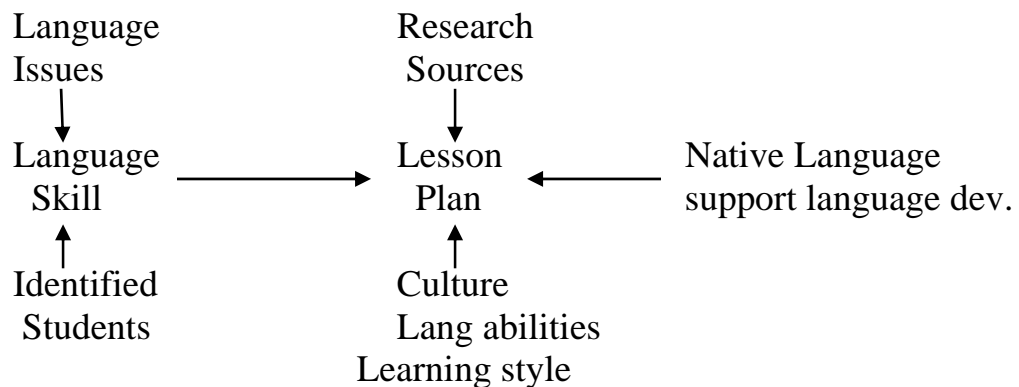 Language
Issues
Research
Sources
Language
Skill
Lesson
Plan
Native Language
support language dev.
Identified
Students
Culture
Lang abilities
Learning style